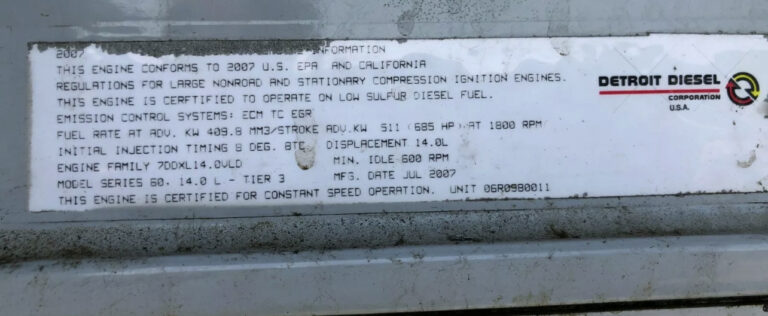 2007 INFORMATION
THIS ENGINE CONFORMS TO 2007 U.S. EPA AND CALIFORNIA
REGULATIONS FOR LARGE NONROAD AND STATIONARY COMPRESSION IGNITION ENGINES.
THIS ENGINE IS CERFTIFIED TO OPERATE ON LOW SULFUR DIESEL FUEL.
EMISSION CONTROL SYSTEMS: ECM TC EGR
FUEL RATE AT ADV. KW 409.8 MM3/STROKE ADV.KW 511 (685 HP) AT 1800 RPM
INITIAL INJECTION TIMING 8 DEG. BTC DISPLACEMENT 14.0L
ENGINE FAMILY 7DDXL14.0VLD MIN. IDLE 600 RPM
MODEL SERIES 60, 14.0 L - TIER 3 MFG. DATE JUL 2007
THIS ENGINE IS CERTIFIED FOR CONSTANT SPEED OPERATION. UNIT 06R0980011
DETROIT DIESEL
CORPORATION
U.S.A.